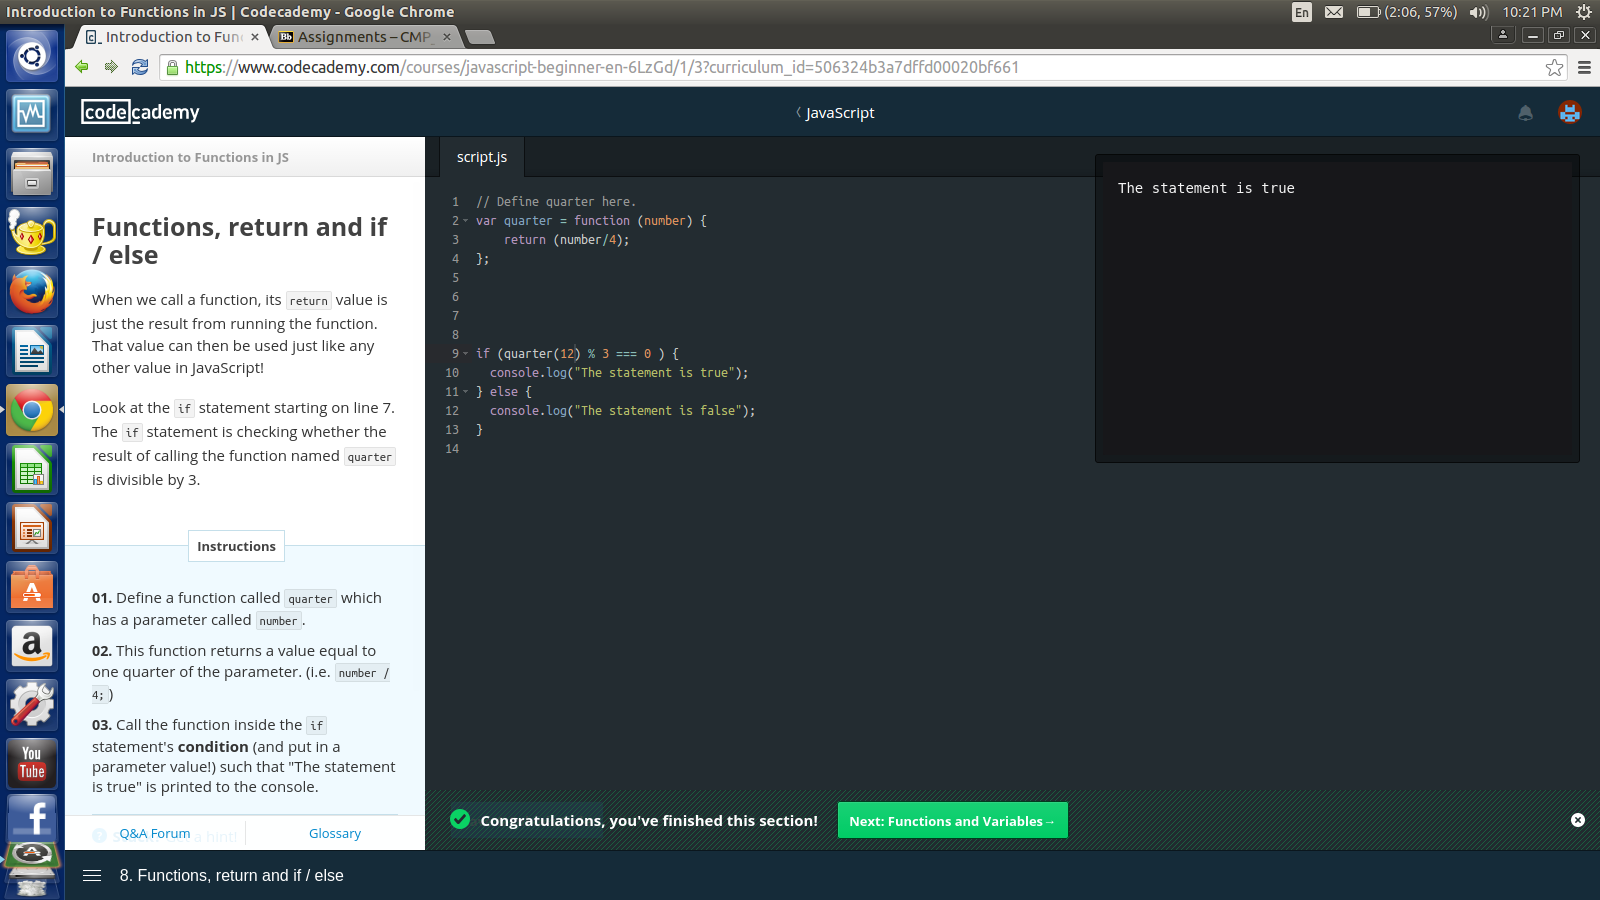 Introduction to Functions in JS | Codecademy - Google Chrome
En
(2:06, 57%)
10:21 PM
Introduction to Fun
Bb Assignments – CMP
https://www.codecademy.com/courses/javascript-beginner-en-6LzGd/1/3?curriculum_id=506324b3a7dffd00020bf661
codecademy
JavaScript
Introduction to Functions in JS
script.js
Functions, return and if
/ else
When we call a function, its return value is
just the result from running the function.
That value can then be used just like any
other value in JavaScript!
Look at the if statement starting on line 7.
The if statement is checking whether the
result of calling the function named quarter
is divisible by 3.
Instructions
01. Define a function called quarter which
has a parameter called number.
02. This function returns a value equal to
one quarter of the parameter. (i.e. number /
4;)
03. Call the function inside the if
statement's condition (and put in a
parameter value!) such that "The statement
is true" is printed to the console.
Q&A Forum
Glossary
1 // Define quarter here.
2 var quarter = function (number) {
3 return (number/4);
4 };
5
6
7
8
9 if (quarter(12) % 3 === 0 ) {
10 console.log("The statement is true");
11 } else {
12 console.log("The statement is false");
13 }
14
The statement is true
Congratulations, you've finished this section!
Next: Functions and Variables→
8. Functions, return and if / else
a
You
Tube
f